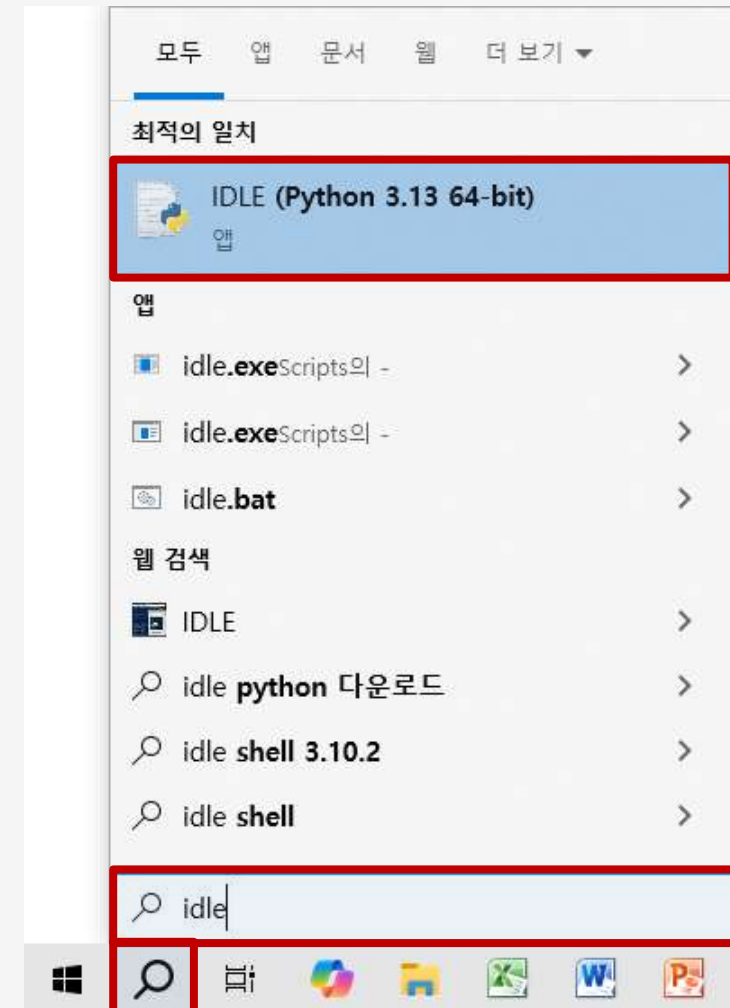 모두 앱 문서 웹 더 보기
최적의 일치
IDLE (Python 3.13 64-bit)
앱
앱
idle.exeScripts의 -
idle.exeScripts의 -
idle.bat
웹 검색
IDLE
idle python 다운로드
idle shell 3.10.2
idle shell
idle